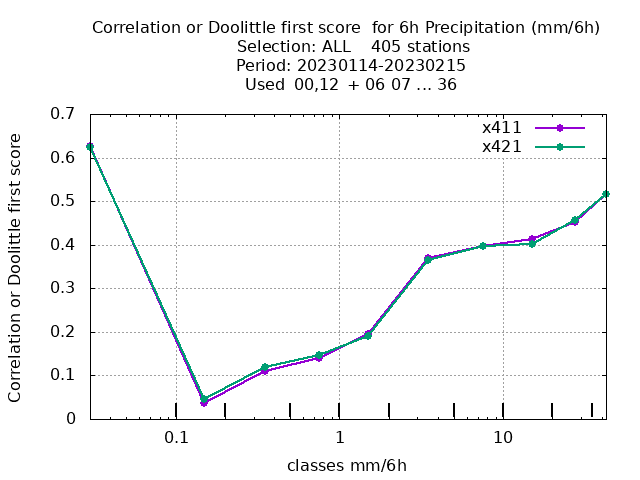 Correlation or Doolittle first score  for 6h Precipitation (mm/6h)
Selection: ALL    405 stations
Period: 20230114-20230215
Used  00,12  + 06 07 ... 36
Correlation or Doolittle first score
0.7
0.6
0.5
0.4
0.3
0.2
0.1
0
x411
x421
0.1
1
10
classes mm/6h